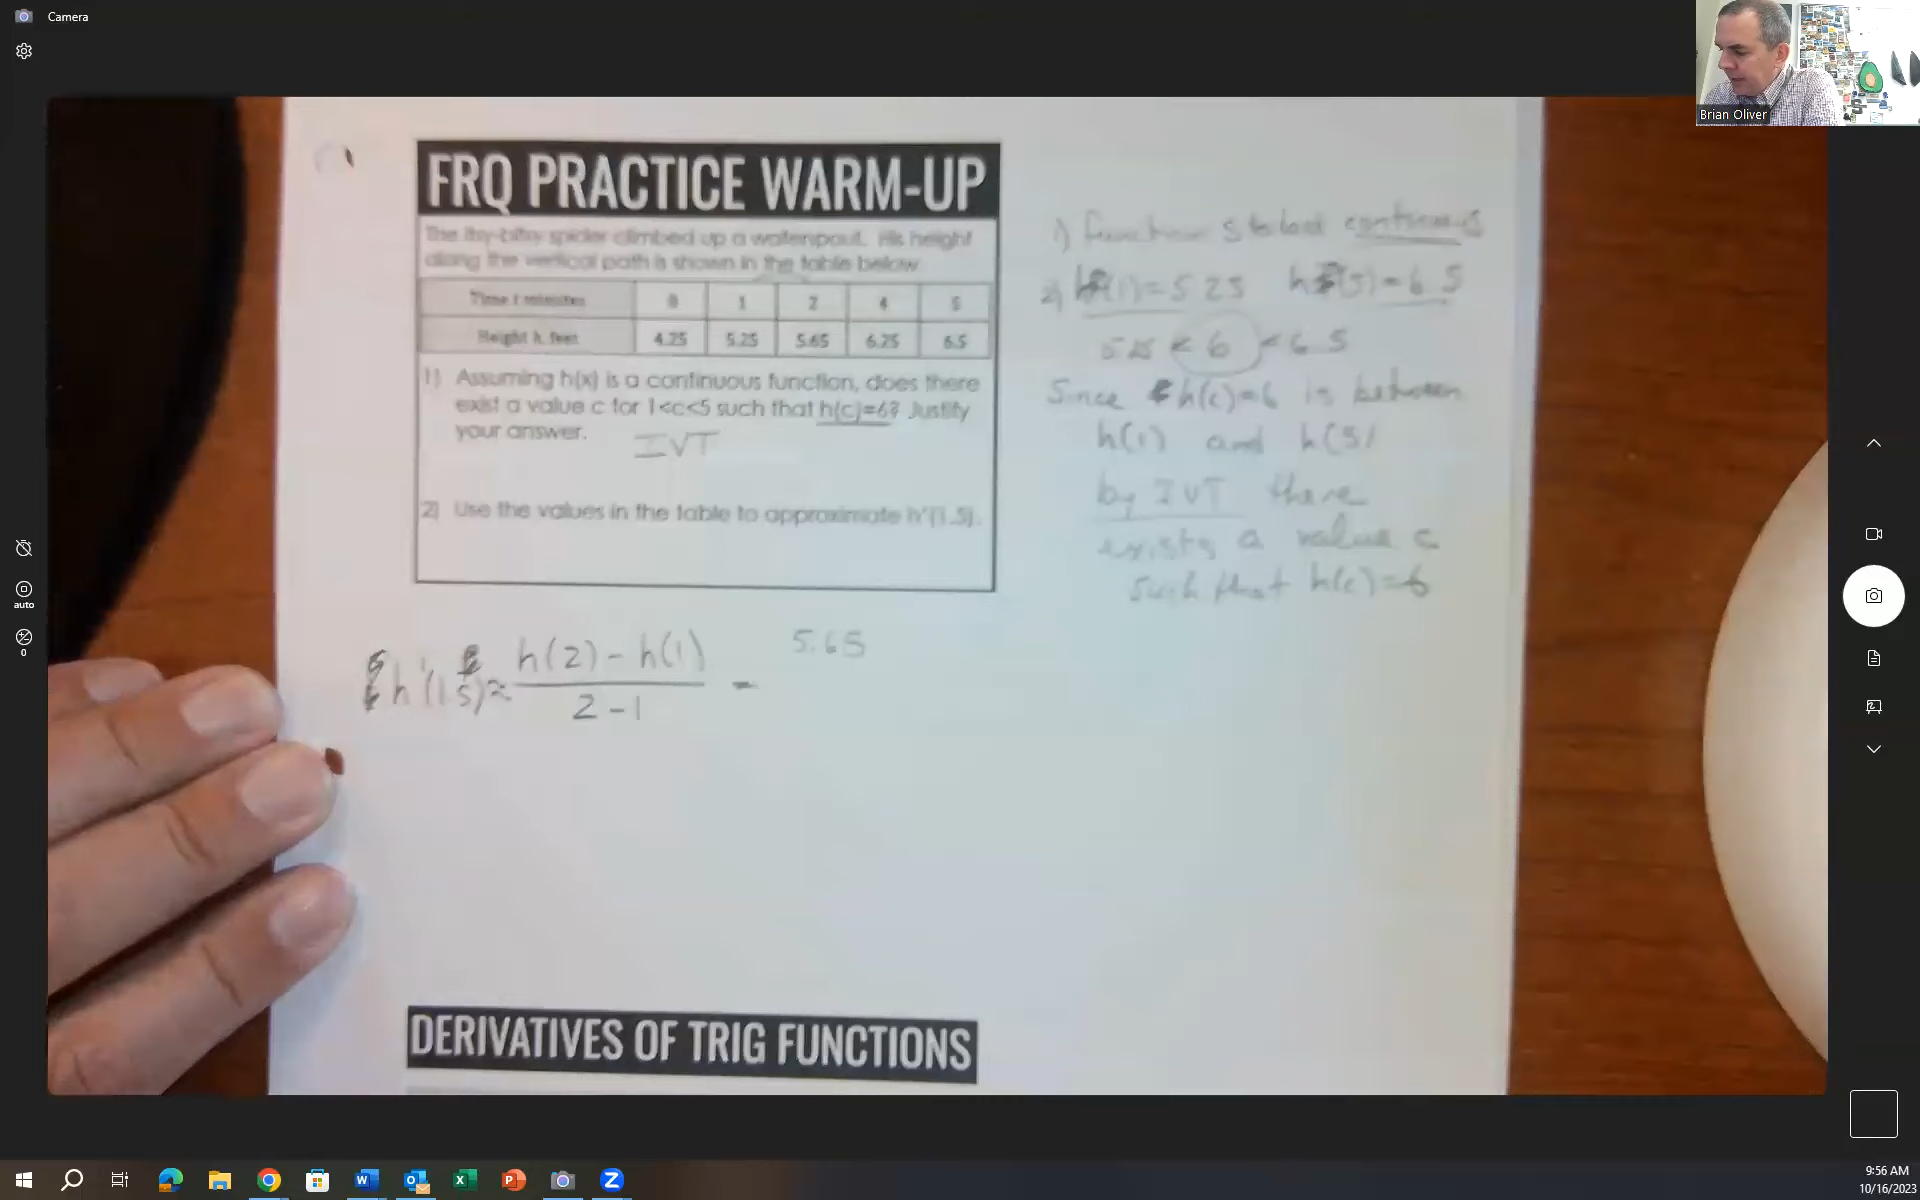 Camera
Brian Oliver
FRQ PRACTICE WARM-UP
The itsy-bitsy spider climbed up a waterspout. His height
along the vertical path is shown in the table below.
Time t minutes 0 1 2 4 5
Height h feet 4.25 5.25 5.65 6.25 6.5
1) Assuming h(x) is a continuous function, does there
exist a value c for 1<c<5 such that h(c)=6? Justify
your answer.
IVT
2) Use the values in the table to approximate h'(1.5).
1) function stated continuous
2) h(1)=5.25 h(5)=6.5
5.25 < 6 < 6.5
Since h(c)=6 is between
h(1) and h(5)
by IVT there
exists a value c
such that h(c)=6
h'(1.5)≈ h(2)-h(1) - 5.65
2-1
DERIVATIVES OF TRIG FUNCTIONS
auto
0
9:56 AM
10/16/2023